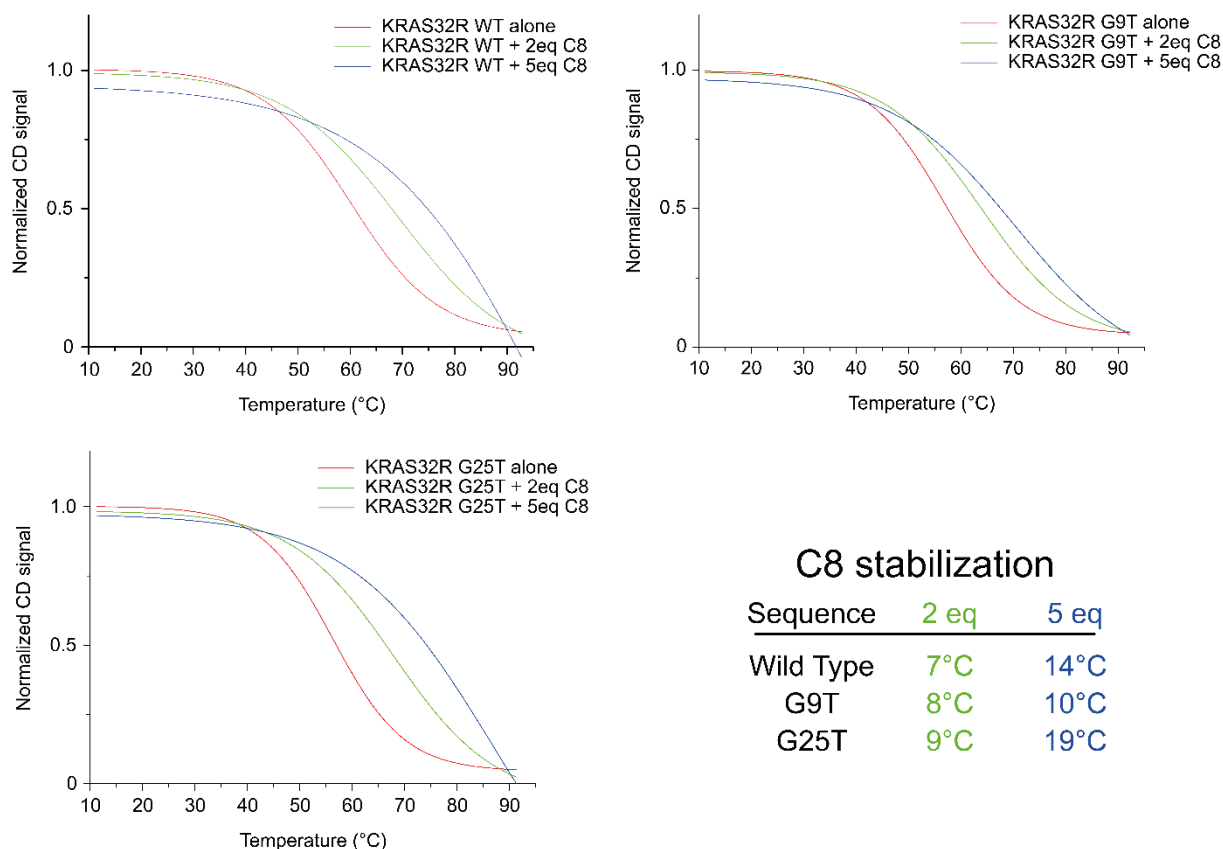 KRAS32R WT alone
KRAS32R WT + 2eq C8
KRAS32R WT + 5eq C8
1.0
0.5
0
Normalized CD signal
10 20 30 40 50 60 70 80 90
Temperature (°C)
KRAS32R G9T alone
KRAS32R G9T + 2eq C8
KRAS32R G9T + 5eq C8
1.0
0.5
0
Normalized CD signal
10 20 30 40 50 60 70 80 90
Temperature (°C)
KRAS32R G25T alone
KRAS32R G25T + 2eq C8
KRAS32R G25T + 5eq C8
1.0
0.5
0
Normalized CD signal
10 20 30 40 50 60 70 80 90
Temperature (°C)
C8 stabilization
Sequence 2 eq 5 eq
Wild Type 7°C 14°C
G9T 8°C 10°C
G25T 9°C 19°C